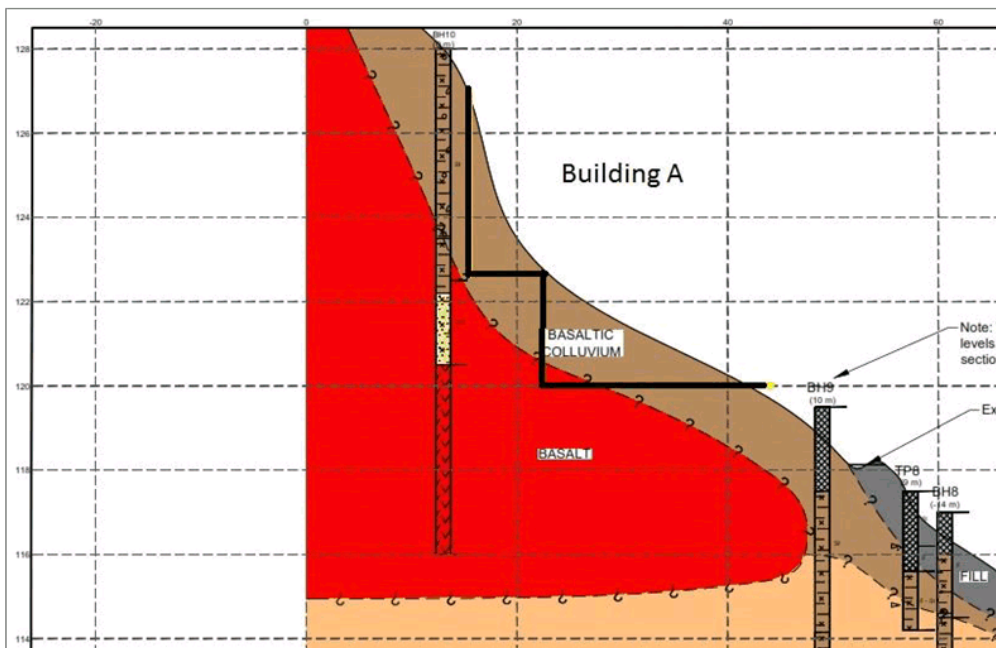 -20 0 20 40 60
128
126
124
122
120
118
116
114
BH10
Building A
BASALTIC
COLLUVIUM
Note:
levels
sectio
BH9
(10 m)
Ex
BASALT
TP8
BH8
(-14 m)
FILL
? ? ? ? ? ? ? ? ? ? ? ? ? ? ? ? ? ? ? ? ? ? ? ?